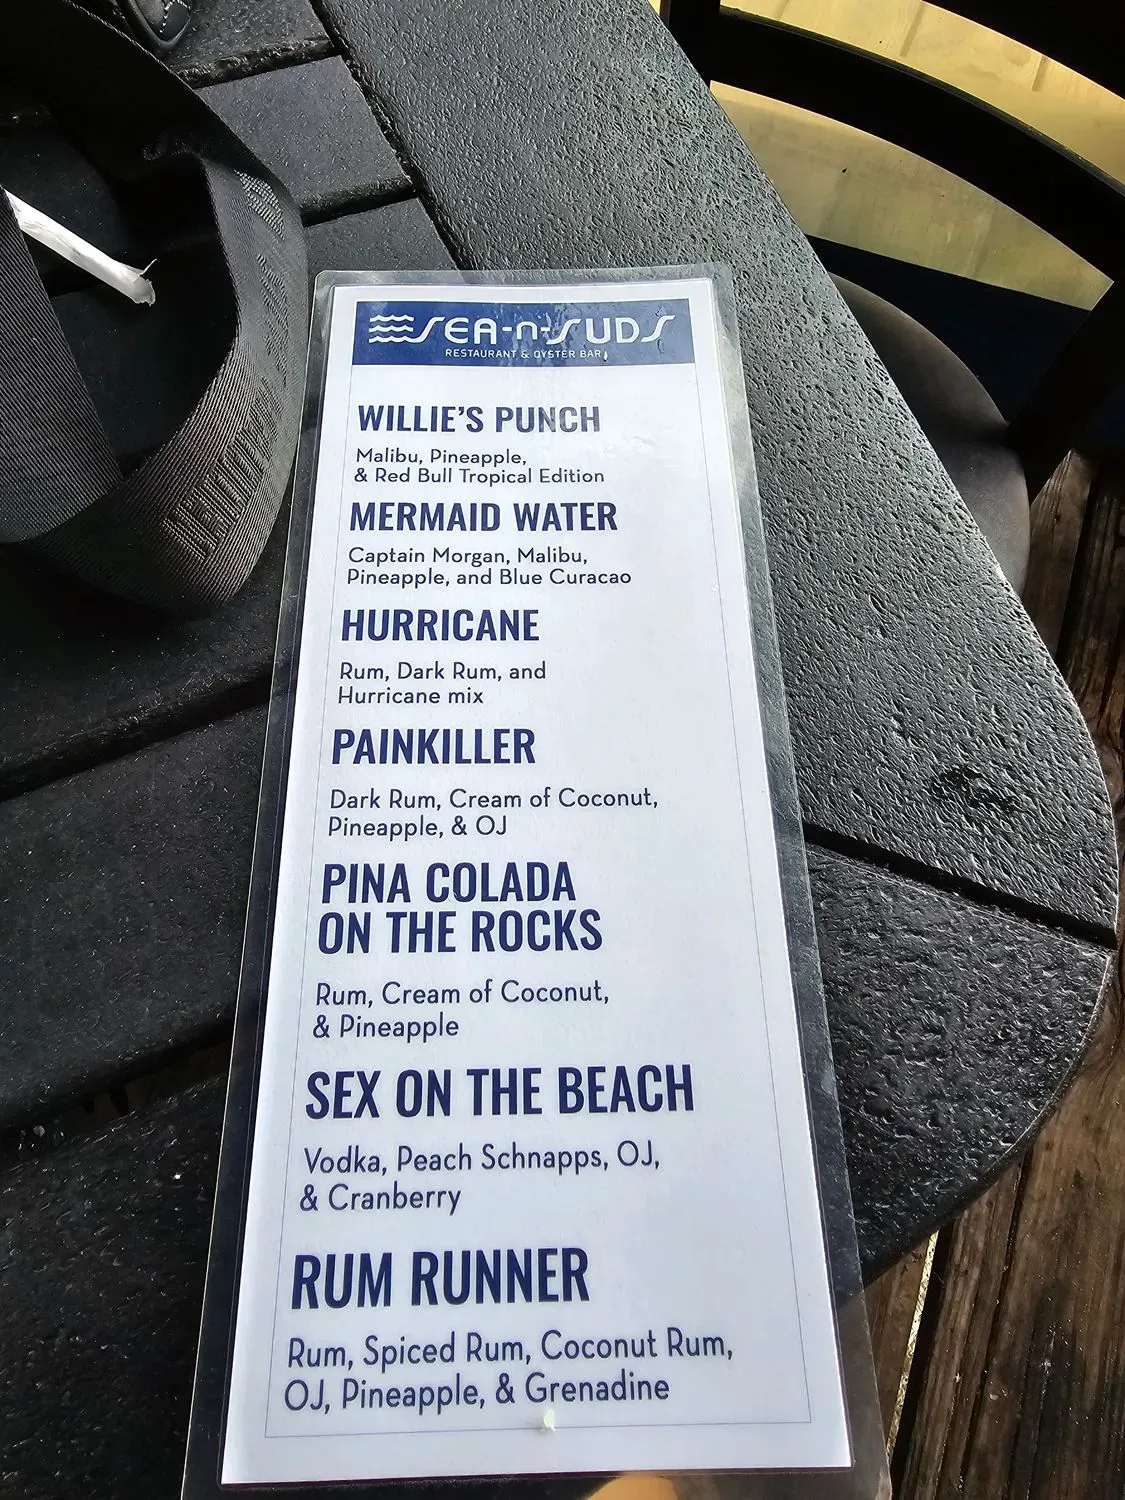 SEA-n-SUDS
RESTAURANT & OYSTER BAR
WILLIE'S PUNCH
Malibu, Pineapple,
& Red Bull Tropical Edition
MERMAID WATER
Captain Morgan, Malibu,
Pineapple, and Blue Curacao
HURRICANE
Rum, Dark Rum, and
Hurricane mix
PAINKILLER
Dark Rum, Cream of Coconut,
Pineapple, & OJ
PINA COLADA
ON THE ROCKS
Rum, Cream of Coconut,
& Pineapple
SEX ON THE BEACH
Vodka, Peach Schnapps, OJ,
& Cranberry
RUM RUNNER
Rum, Spiced Rum, Coconut Rum,
OJ, Pineapple, & Grenadine